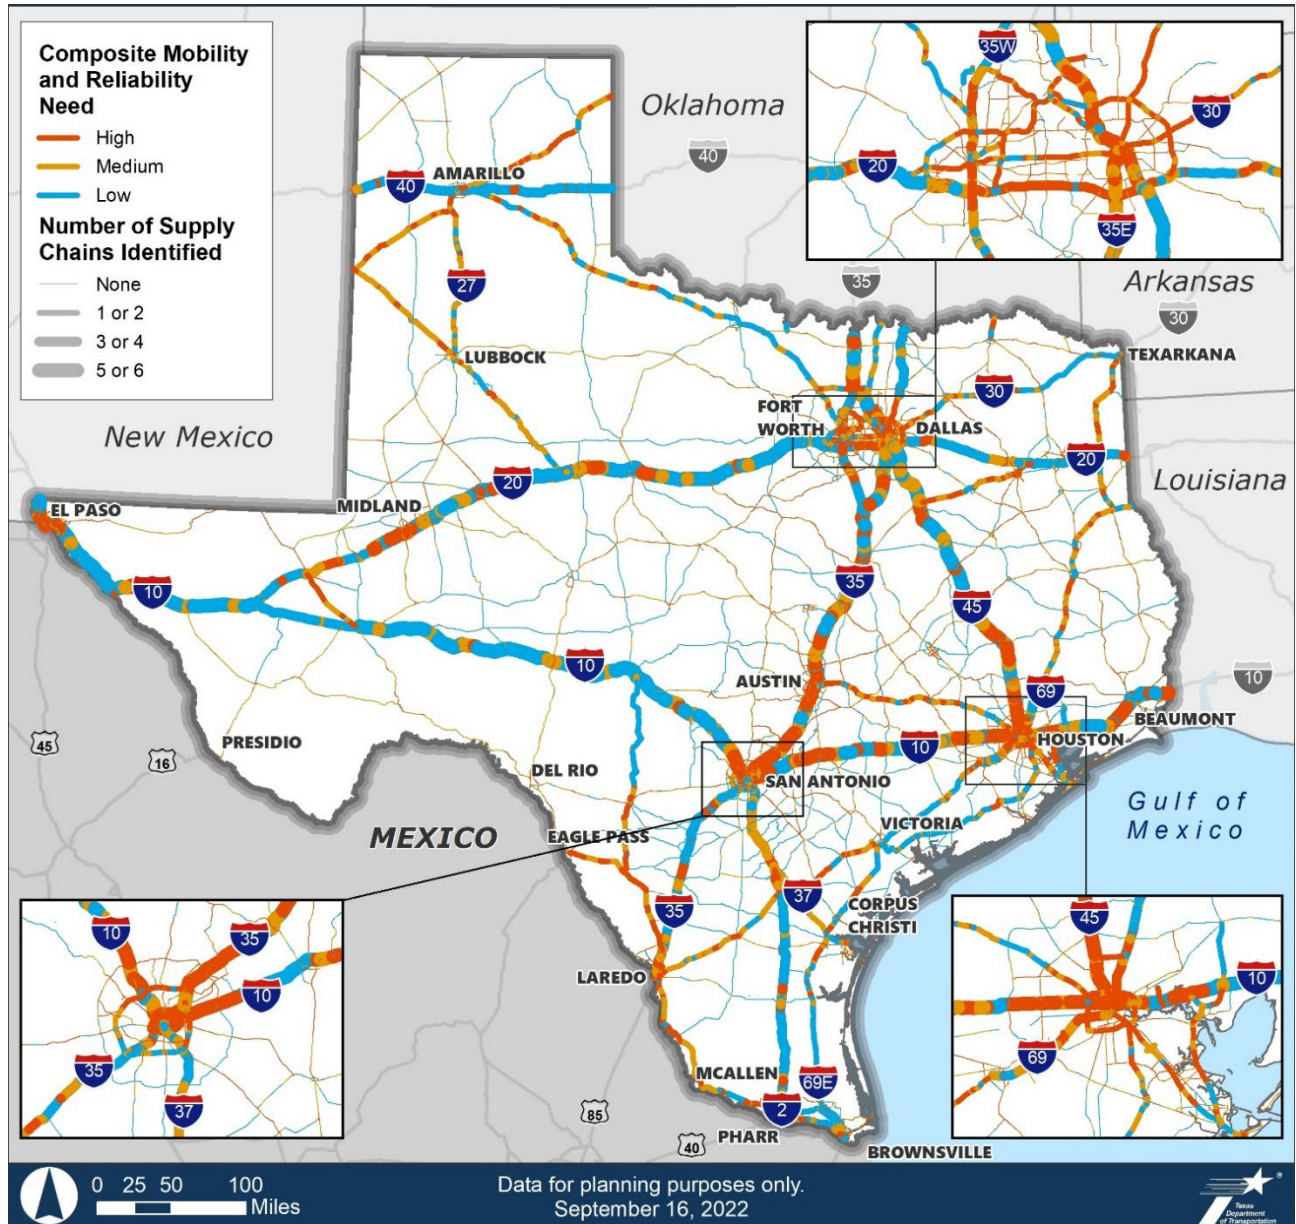 Composite Mobility
and Reliability
Need
High
Medium
Low
Number of Supply
Chains Identified
None
1 or 2
3 or 4
5 or 6
35W
30
20
35E
Oklahoma
40
AMARILLO
40
35
Arkansas
30
27
LUBBOCK
TEXARKANA
30
FORT
WORTH
DALLAS
New Mexico
20
20
Louisiana
MIDLAND
EL PASO
10
35
45
10
AUSTIN
69
10
BEAUMONT
45
16
PRESIDIO
10
HOUSTON
DEL RIO
SAN ANTONIO
Gulf of
Mexico
MEXICO
EAGLE PASS
VICTORIA
37
35
CORPUS
CHRISTI
10
35
10
35
37
LAREDO
45
10
69
MCALLEN
69E
2
85
PHARR
40
BROWNSVILLE
0 25 50 100
Miles
Data for planning purposes only.
September 16, 2022
Texas
Department
of Transportation
®